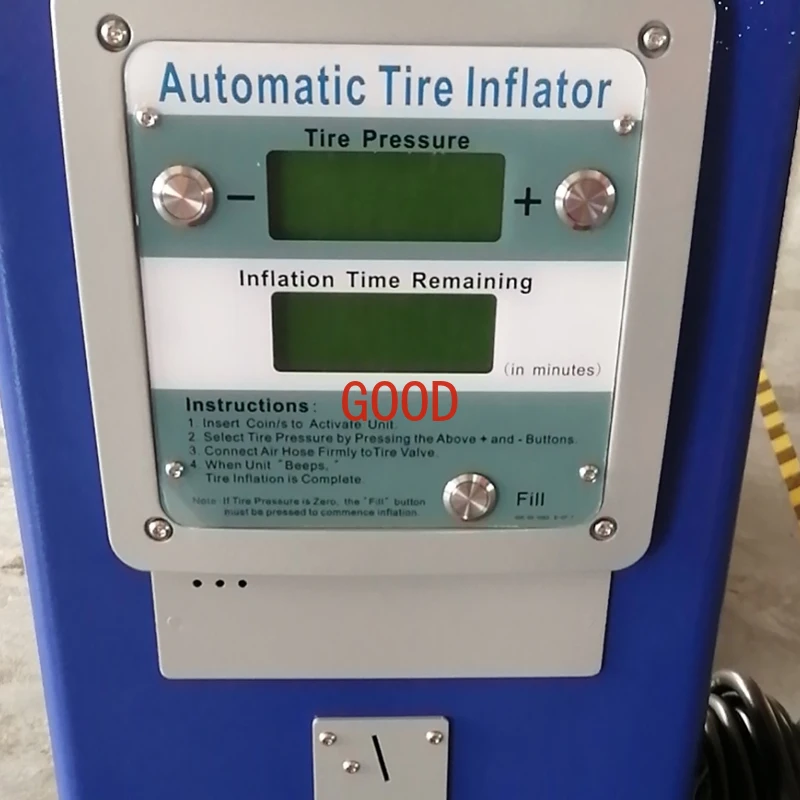 Automatic Tire Inflator
Tire Pressure
- +
Inflation Time Remaining
(in minutes)
GOOD
Instructions:
1. Insert Coin/s to Activate Unit.
2. Select Tire Pressure by Pressing the Above + and - Buttons.
3. Connect Air Hose Firmly toTire Valve.
4. When Unit "Beeps,"
Tire Inflation is Complete.
Fill
Note: If Tire Pressure is Zero, the "Fill" button
must be pressed to commence inflation.